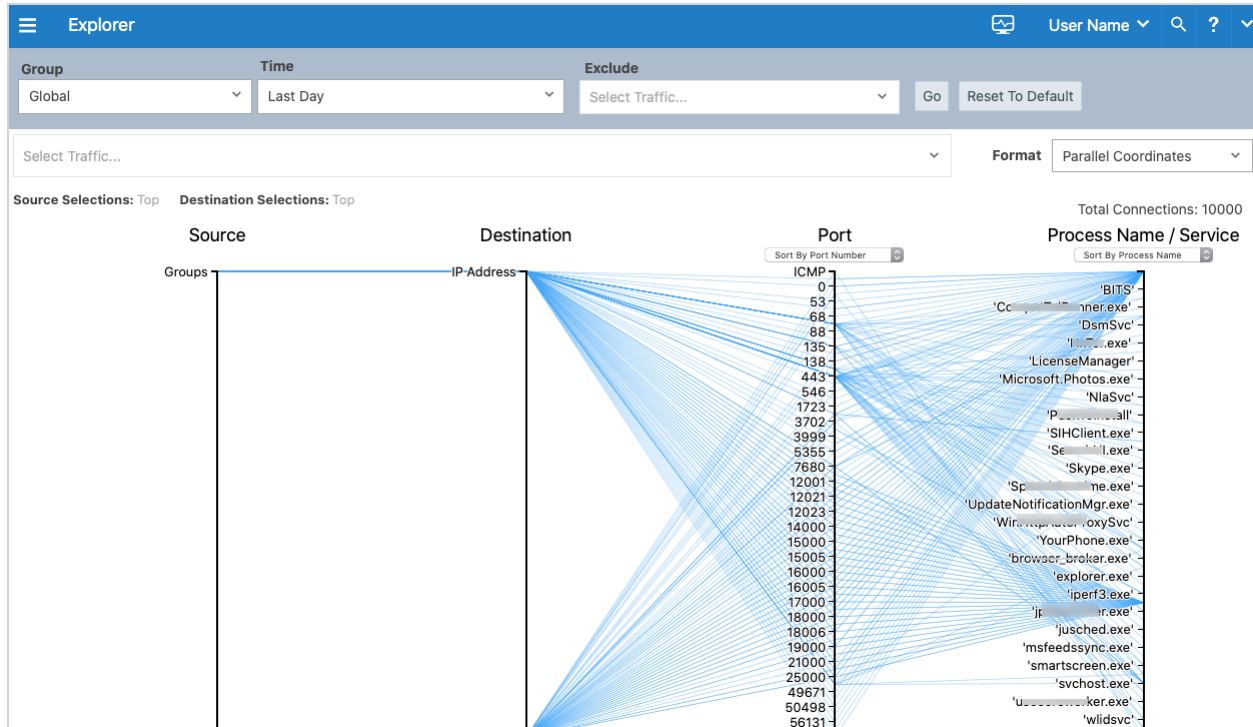 Explorer
User Name
?
Group
Time
Exclude
Global
Last Day
Select Traffic...
Go
Reset To Default
Select Traffic...
Format
Parallel Coordinates
Source Selections: Top Destination Selections: Top
Total Connections: 10000
Source
Destination
Port
Process Name / Service
Sort By Port Number
Sort By Process Name
Groups
IP Address
ICMP
0
53
68
88
135
138
443
546
1723
3702
3999
5355
7680
12001
12021
12023
14000
15000
15005
16000
16005
17000
18000
18006
19000
21000
25000
49671
50498
56131
'BITS'
'DsmSvc'
'LicenseManager'
'Microsoft.Photos.exe'
'NlaSvc'
'SIHClient.exe'
'Skype.exe'
'UpdateNotificationMgr.exe'
'YourPhone.exe'
'browser_broker.exe'
'explorer.exe'
'iperf3.exe'
'jusched.exe'
'msfeedssync.exe'
'smartscreen.exe'
'svchost.exe'
'wlidsvc'